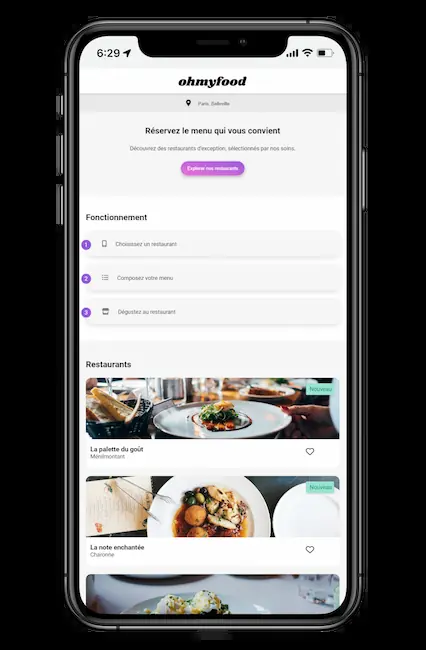 6:29
ohmyfood
Paris, Belleville
Réservez le menu qui vous convient
Découvrez des restaurants d'exception, sélectionnés par nos soins.
Explorer nos restaurants
Fonctionnement
1 Choisissez un restaurant
2 Composez votre menu
3 Dégustez au restaurant
Restaurants
Nouveau
La palette du goût
Ménilmontant
Nouveau
La note enchantée
Charonne